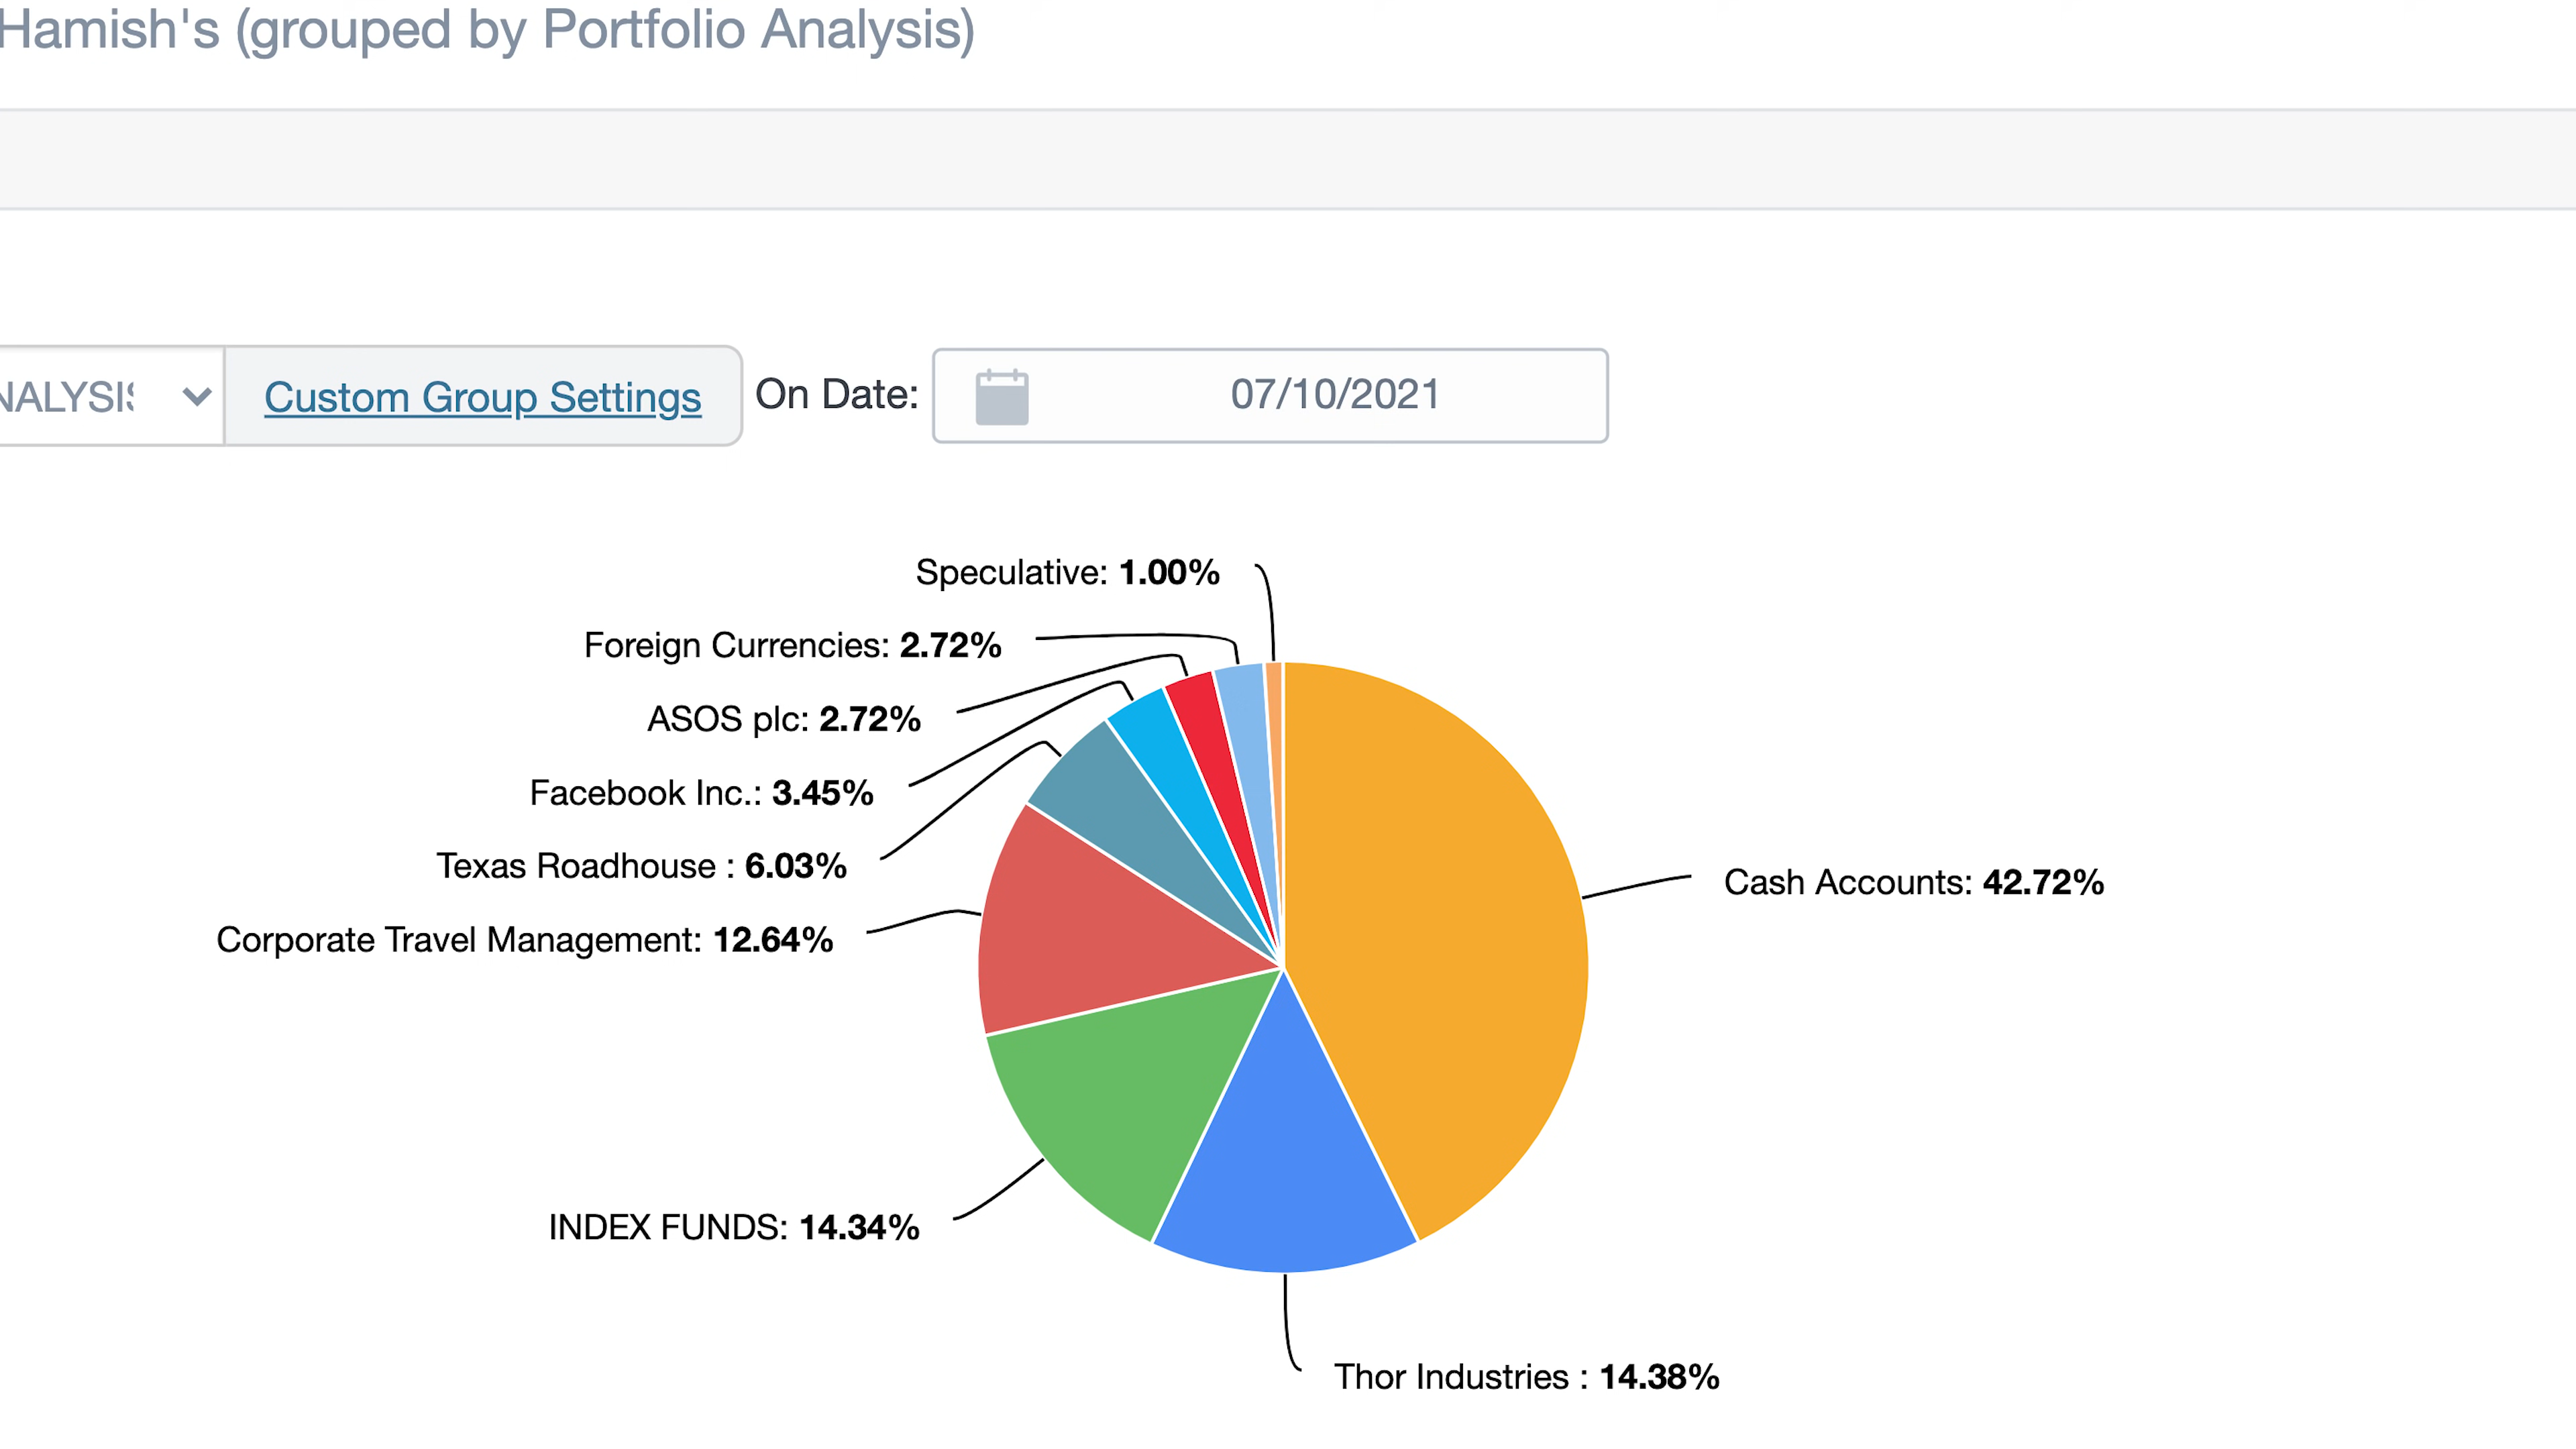 Hamish's (grouped by Portfolio Analysis)
Custom Group Settings On Date: 07/10/2021
Speculative: 1.00%
Foreign Currencies: 2.72%
ASOS plc: 2.72%
Facebook Inc.: 3.45%
Texas Roadhouse : 6.03%
Cash Accounts: 42.72%
Corporate Travel Management: 12.64%
INDEX FUNDS: 14.34%
Thor Industries : 14.38%